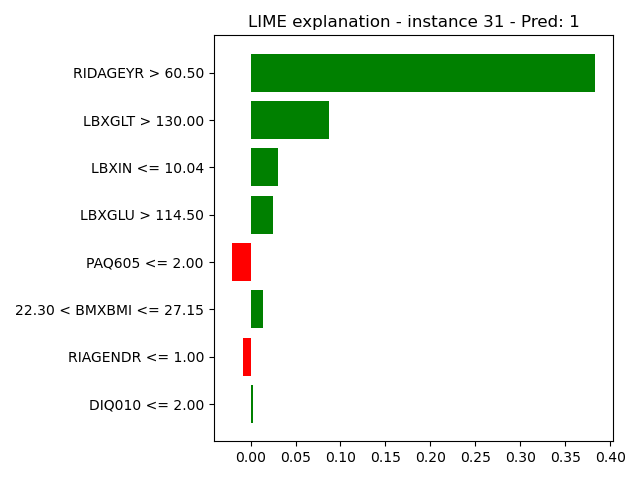 LIME explanation - instance 31 - Pred: 1
RIDAGEYR > 60.50
LBXGLT > 130.00
LBXIN <= 10.04
LBXGLU > 114.50
PAQ605 <= 2.00
22.30 < BMXBMI <= 27.15
RIAGENDR <= 1.00
DIQ010 <= 2.00
0.00 0.05 0.10 0.15 0.20 0.25 0.30 0.35 0.40